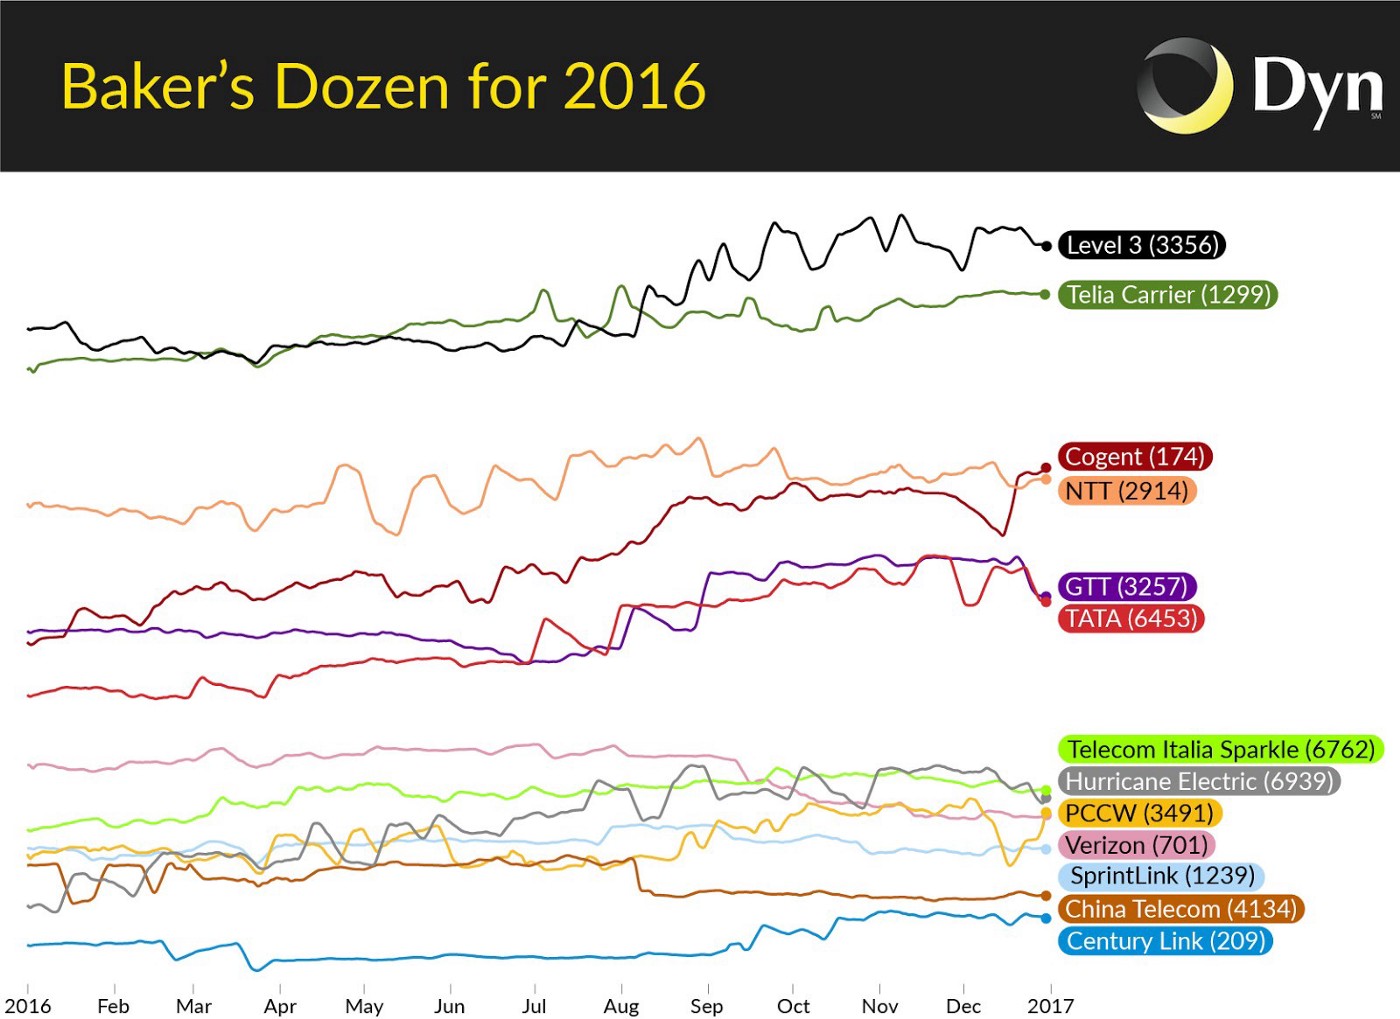 Baker's Dozen for 2016
Dyn
SM
Level 3 (3356)
Telia Carrier (1299)
Cogent (174)
NTT (2914)
GTT (3257)
TATA (6453)
Telecom Italia Sparkle (6762)
Hurricane Electric (6939)
PCCW (3491)
Verizon (701)
SprintLink (1239)
China Telecom (4134)
Century Link (209)
2016 Feb Mar Apr May Jun Jul Aug Sep Oct Nov Dec 2017